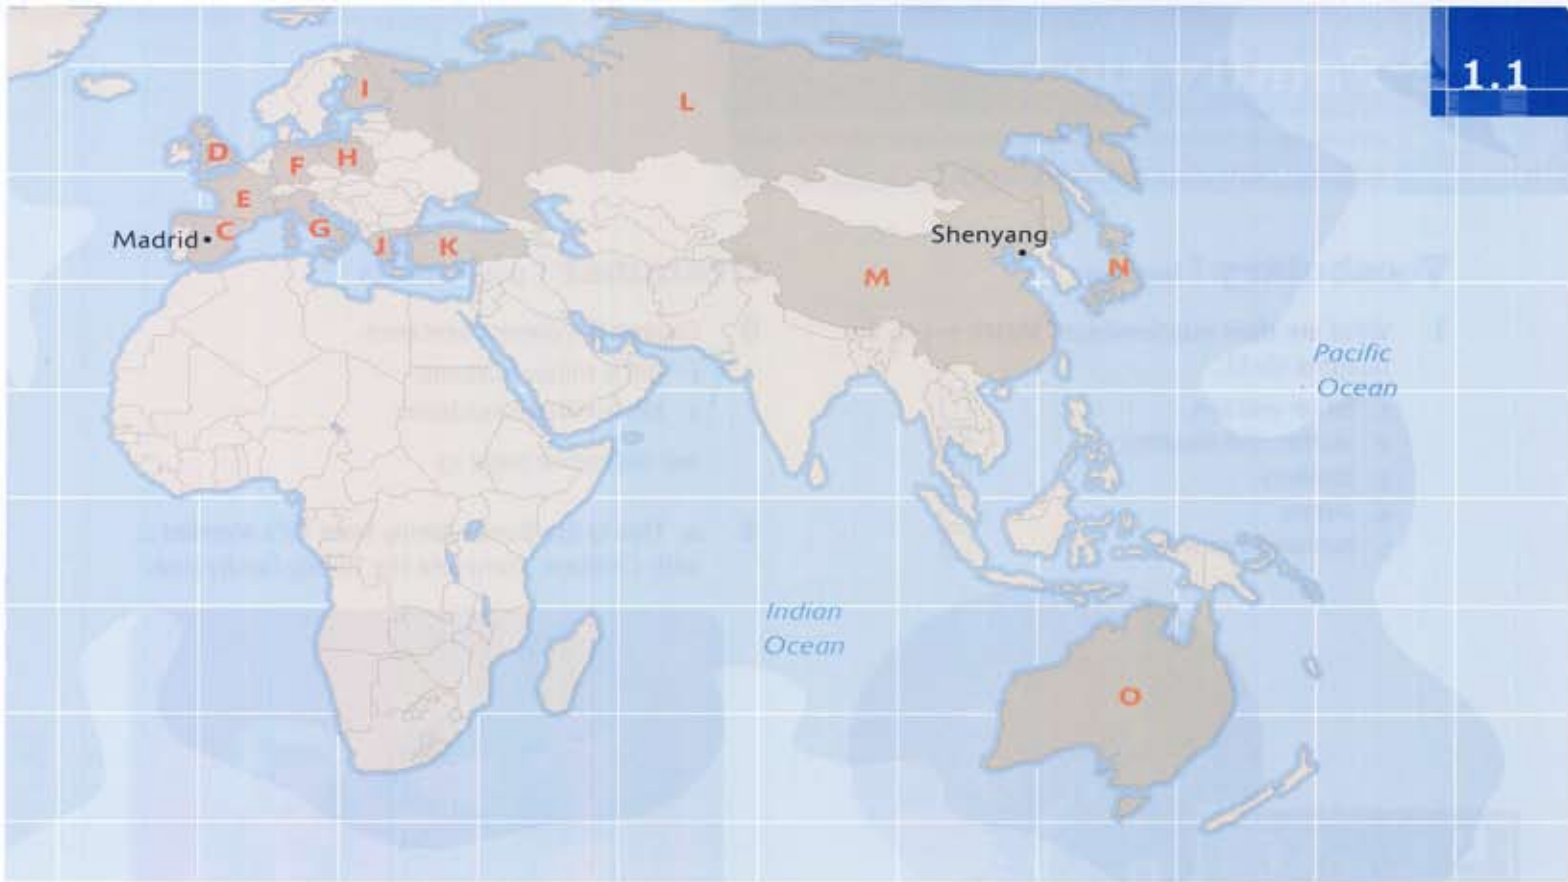 1.1
I
L
D
F
H
E
Madrid
C
G
J
K
Shenyang
M
N
Pacific
Ocean
Indian
Ocean
O